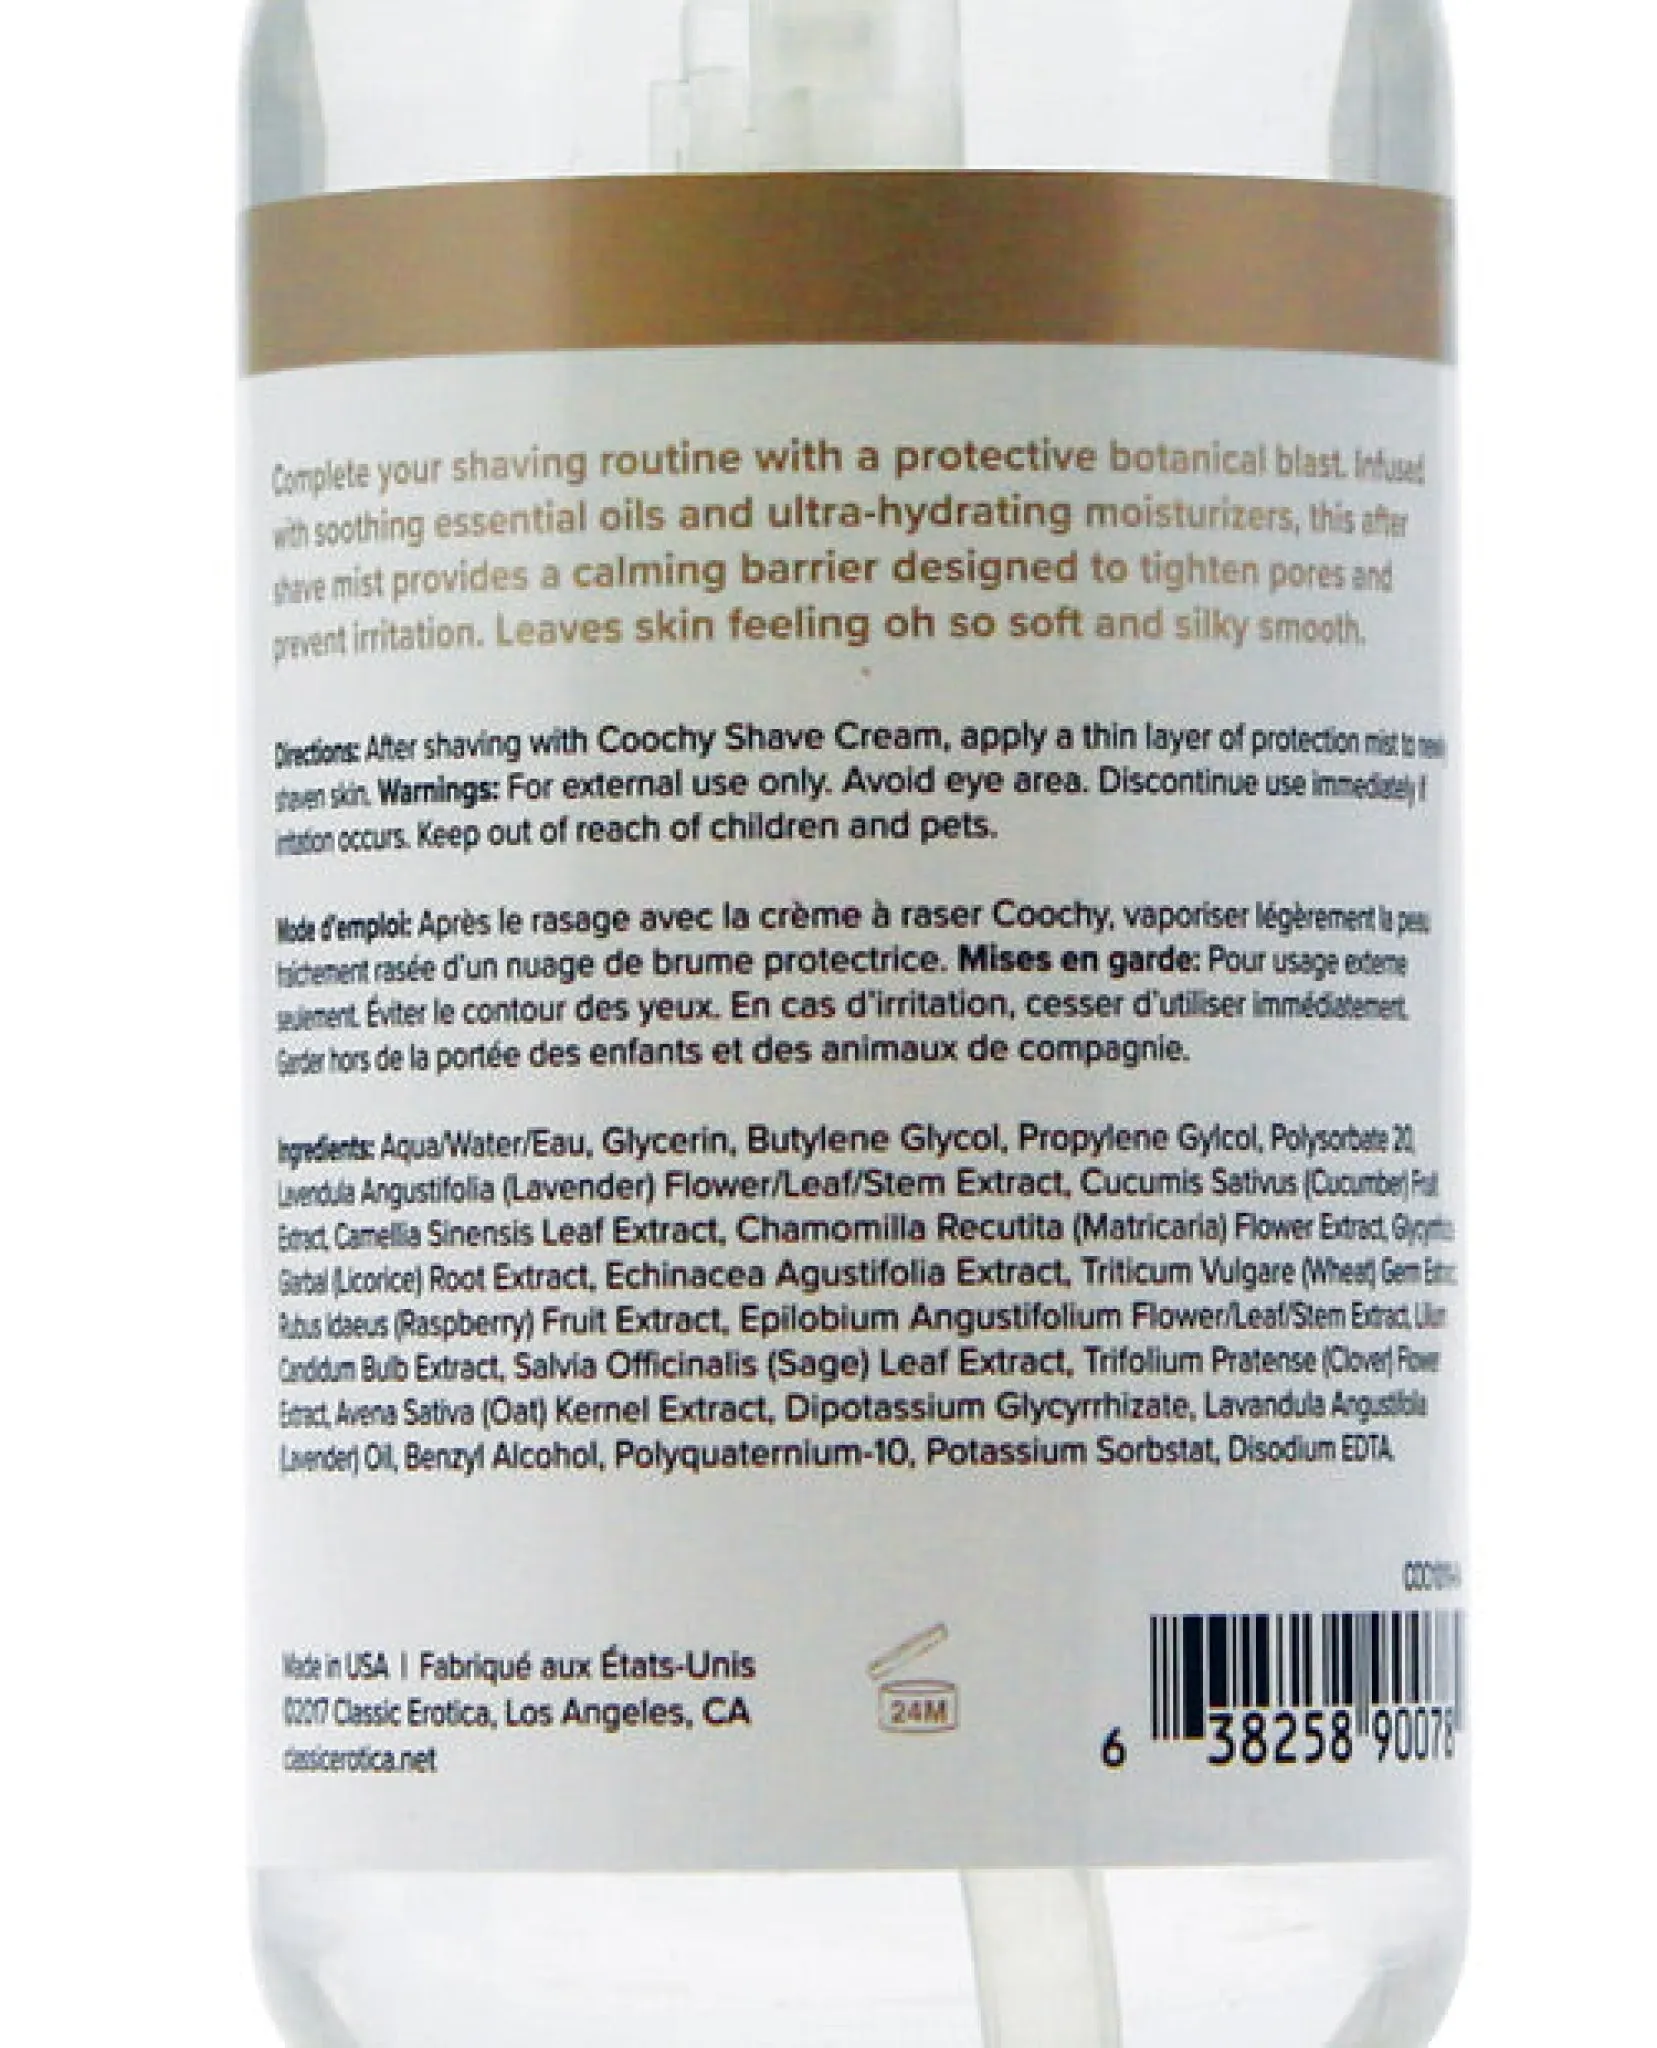 Complete your shaving routine with a protective botanical blast. Infused
with soothing essential oils and ultra-hydrating moisturizers, this after
shave mist provides a calming barrier designed to tighten pores and
prevent irritation. Leaves skin feeling oh so soft and silky smooth.
Directions: After shaving with Coochy Shave Cream, apply a thin layer of protection mist to newly
shaven skin. Warnings: For external use only. Avoid eye area. Discontinue use immediately if
irritation occurs. Keep out of reach of children and pets.
Mode d'emploi: Après le rasage avec la crème à raser Coochy, vaporiser légèrement la peau
fraîchement rasée d'un nuage de brume protectrice. Mises en garde: Pour usage externe
seulement. Éviter le contour des yeux. En cas d'irritation, cesser d'utiliser immédiatement.
Garder hors de la portée des enfants et des animaux de compagnie.
Ingredients: Aqua/Water/Eau, Glycerin, Butylene Glycol, Propylene Gylcol, Polysorbate 20,
Lavendula Angustifolia (Lavender) Flower/Leaf/Stem Extract, Cucumis Sativus (Cucumber) Fruit
Extract, Camellia Sinensis Leaf Extract, Chamomilla Recutita (Matricaria) Flower Extract,
(Licorice) Root Extract, Echinacea Agustifolia Extract, Triticum Vulgare (Wheat) Germ
Rubus Idaeus (Raspberry) Fruit Extract, Epilobium Angustifolium Flower/Leaf/Stem Extract, Lilium
Candidum Bulb Extract, Salvia Officinalis (Sage) Leaf Extract, Trifolium Pratense (Clover) Flower
Extract, Avena Sativa (Oat) Kernel Extract, Dipotassium Glycyrrhizate, Lavandula Angustifolia
Lavender) Oil, Benzyl Alcohol, Polyquaternium-10, Potassium Sorbstat, Disodium EDTA.
Made in USA | Fabriqué aux États-Unis
©2017 Classic Erotica, Los Angeles, CA
classicerotica.net
24M
6 38258 90078